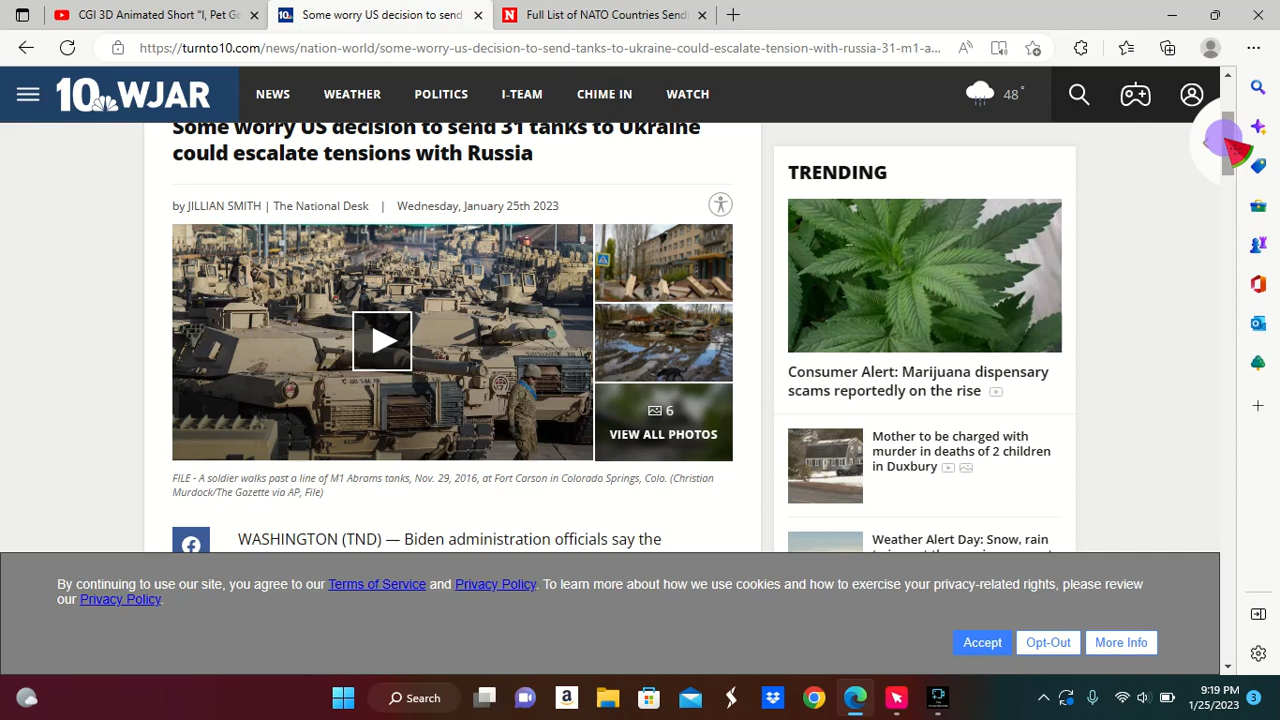 CGI 3D Animated Short "I, Pet Go
Some worry US decision to send
Full List of NATO Countries Sendi
https://turnto10.com/news/nation-world/some-worry-us-decision-to-send-tanks-to-ukraine-could-escalate-tension-with-russia-31-m1-a...
10 WJAR
NEWS WEATHER POLITICS I-TEAM CHIME IN WATCH
48°
Some worry US decision to send 31 tanks to Ukraine
could escalate tensions with Russia
by JILLIAN SMITH | The National Desk | Wednesday, January 25th 2023
6
VIEW ALL PHOTOS
FILE - A soldier walks past a line of M1 Abrams tanks, Nov. 29, 2016, at Fort Carson in Colorado Springs, Colo. (Christian
Murdock/The Gazette via AP, File)
WASHINGTON (TND) — Biden administration officials say the
TRENDING
Consumer Alert: Marijuana dispensary
scams reportedly on the rise
Mother to be charged with
murder in deaths of 2 children
in Duxbury
Weather Alert Day: Snow, rain
By continuing to use our site, you agree to our Terms of Service and Privacy Policy. To learn more about how we use cookies and how to exercise your privacy-related rights, please review
our Privacy Policy.
Accept Opt-Out More Info
Search
9:19 PM
1/25/2023
3